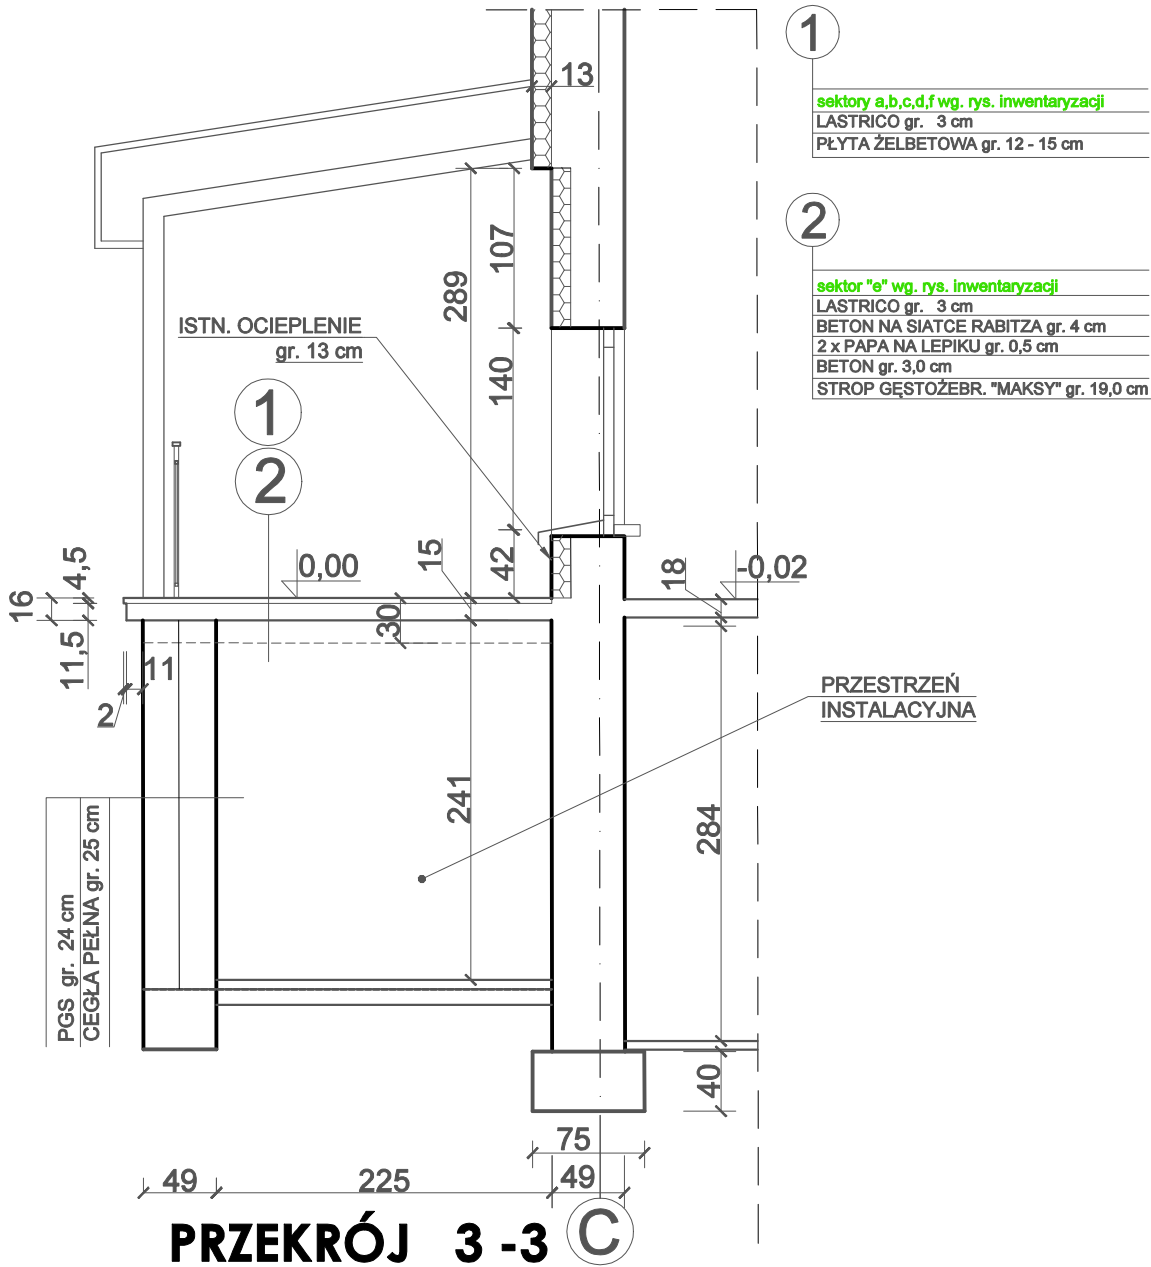 1
sektory a,b,c,d,f wg. rys. inwentaryzacji
LASTRICO gr. 3 cm
PŁYTA ŻELBETOWA gr. 12 - 15 cm
2
sektor "e" wg. rys. inwentaryzacji
LASTRICO gr. 3 cm
BETON NA SIATCE RABITZA gr. 4 cm
2 x PAPA NA LEPIKU gr. 0,5 cm
BETON gr. 3,0 cm
STROP GĘSTOŻEBR. "MAKSY" gr. 19,0 cm
13
107
289
ISTN. OCIEPLENIE
gr. 13 cm
140
1
2
42
15
0,00
18
-0,02
4,5
16
11,5
30
11
2
PRZESTRZEŃ
INSTALACYJNA
241
284
PGS gr. 24 cm
CEGŁA PEŁNA gr. 25 cm
40
75
49
225
49
PRZEKRÓJ 3 -3
C